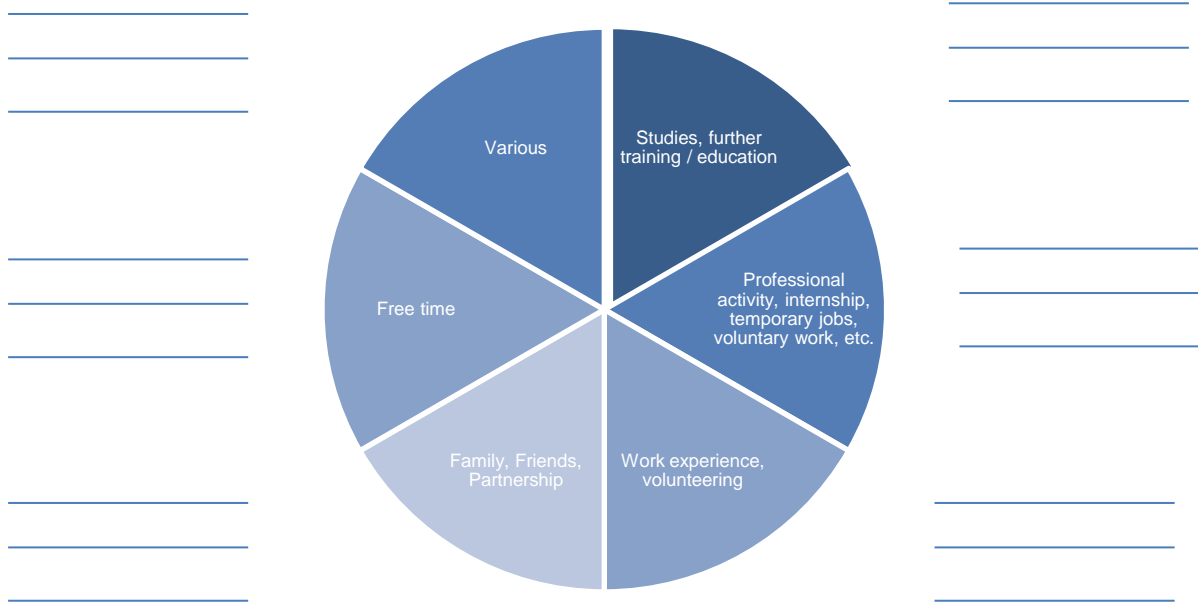 Various
Studies, further
training / education
Free time
Professional
activity, internship,
temporary jobs,
voluntary work, etc.
Family, Friends,
Partnership
Work experience,
volunteering